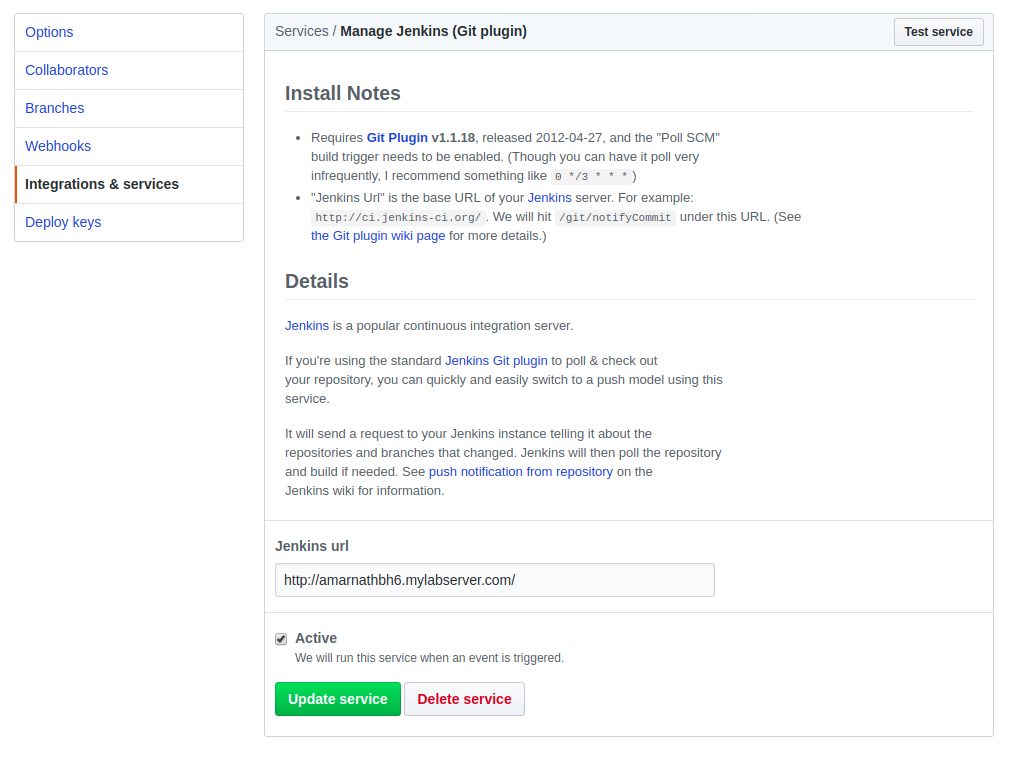 Options
Collaborators
Branches
Webhooks
Integrations & services
Deploy keys
Services / Manage Jenkins (Git plugin)
Test service
Install Notes
• Requires Git Plugin v1.1.18, released 2012-04-27, and the "Poll SCM"
build trigger needs to be enabled. (Though you can have it poll very
infrequently, I recommend something like 0 */3 * * * )
• "Jenkins Url" is the base URL of your Jenkins server. For example:
http://ci.jenkins-ci.org/ . We will hit /git/notifyCommit under this URL. (See
the Git plugin wiki page for more details.)
Details
Jenkins is a popular continuous integration server.
If you're using the standard Jenkins Git plugin to poll & check out
your repository, you can quickly and easily switch to a push model using this
service.
It will send a request to your Jenkins instance telling it about the
repositories and branches that changed. Jenkins will then poll the repository
and build if needed. See push notification from repository on the
Jenkins wiki for information.
Jenkins url
http://amarnathbh6.mylabserver.com/
Active
We will run this service when an event is triggered.
Update service
Delete service